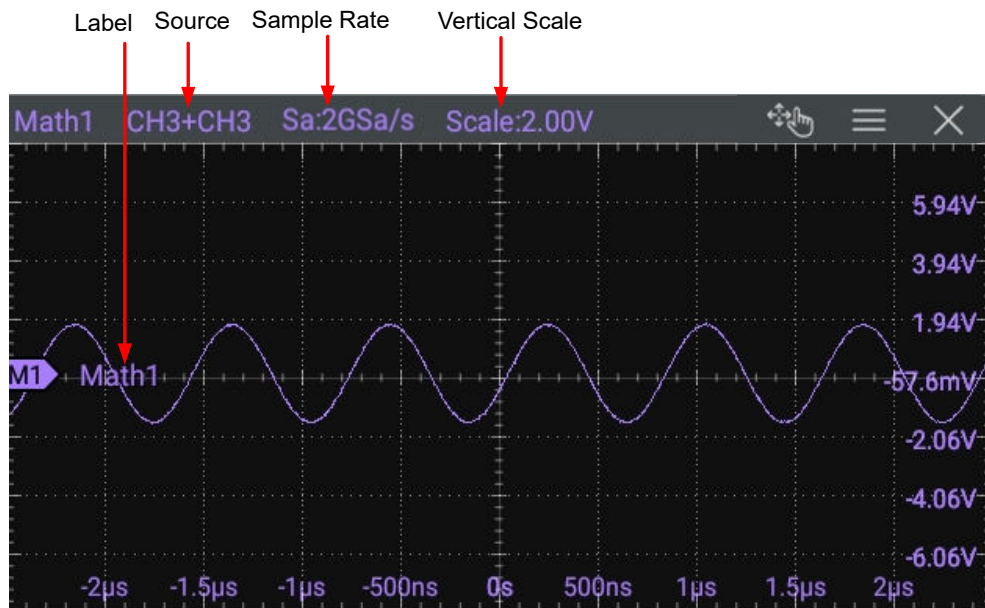 Label Source Sample Rate Vertical Scale
Math1 CH3+CH3 Sa:2GSa/s Scale:2.00V
5.94V
3.94V
1.94V
M1 Math1 -57.6mV
-2.06V
-4.06V
-6.06V
-2µs -1.5µs -1µs -500ns 0s 500ns 1µs 1.5µs 2µs